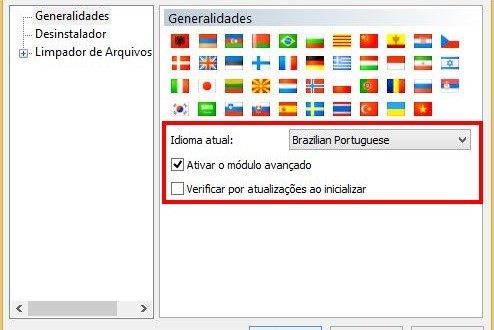 Generalidades
Desinstalador
Limpador de Arquivos
Generalidades
Idioma atual:
Brazilian Portuguese
Ativar o módulo avançado
Verificar por atualizações ao inicializar